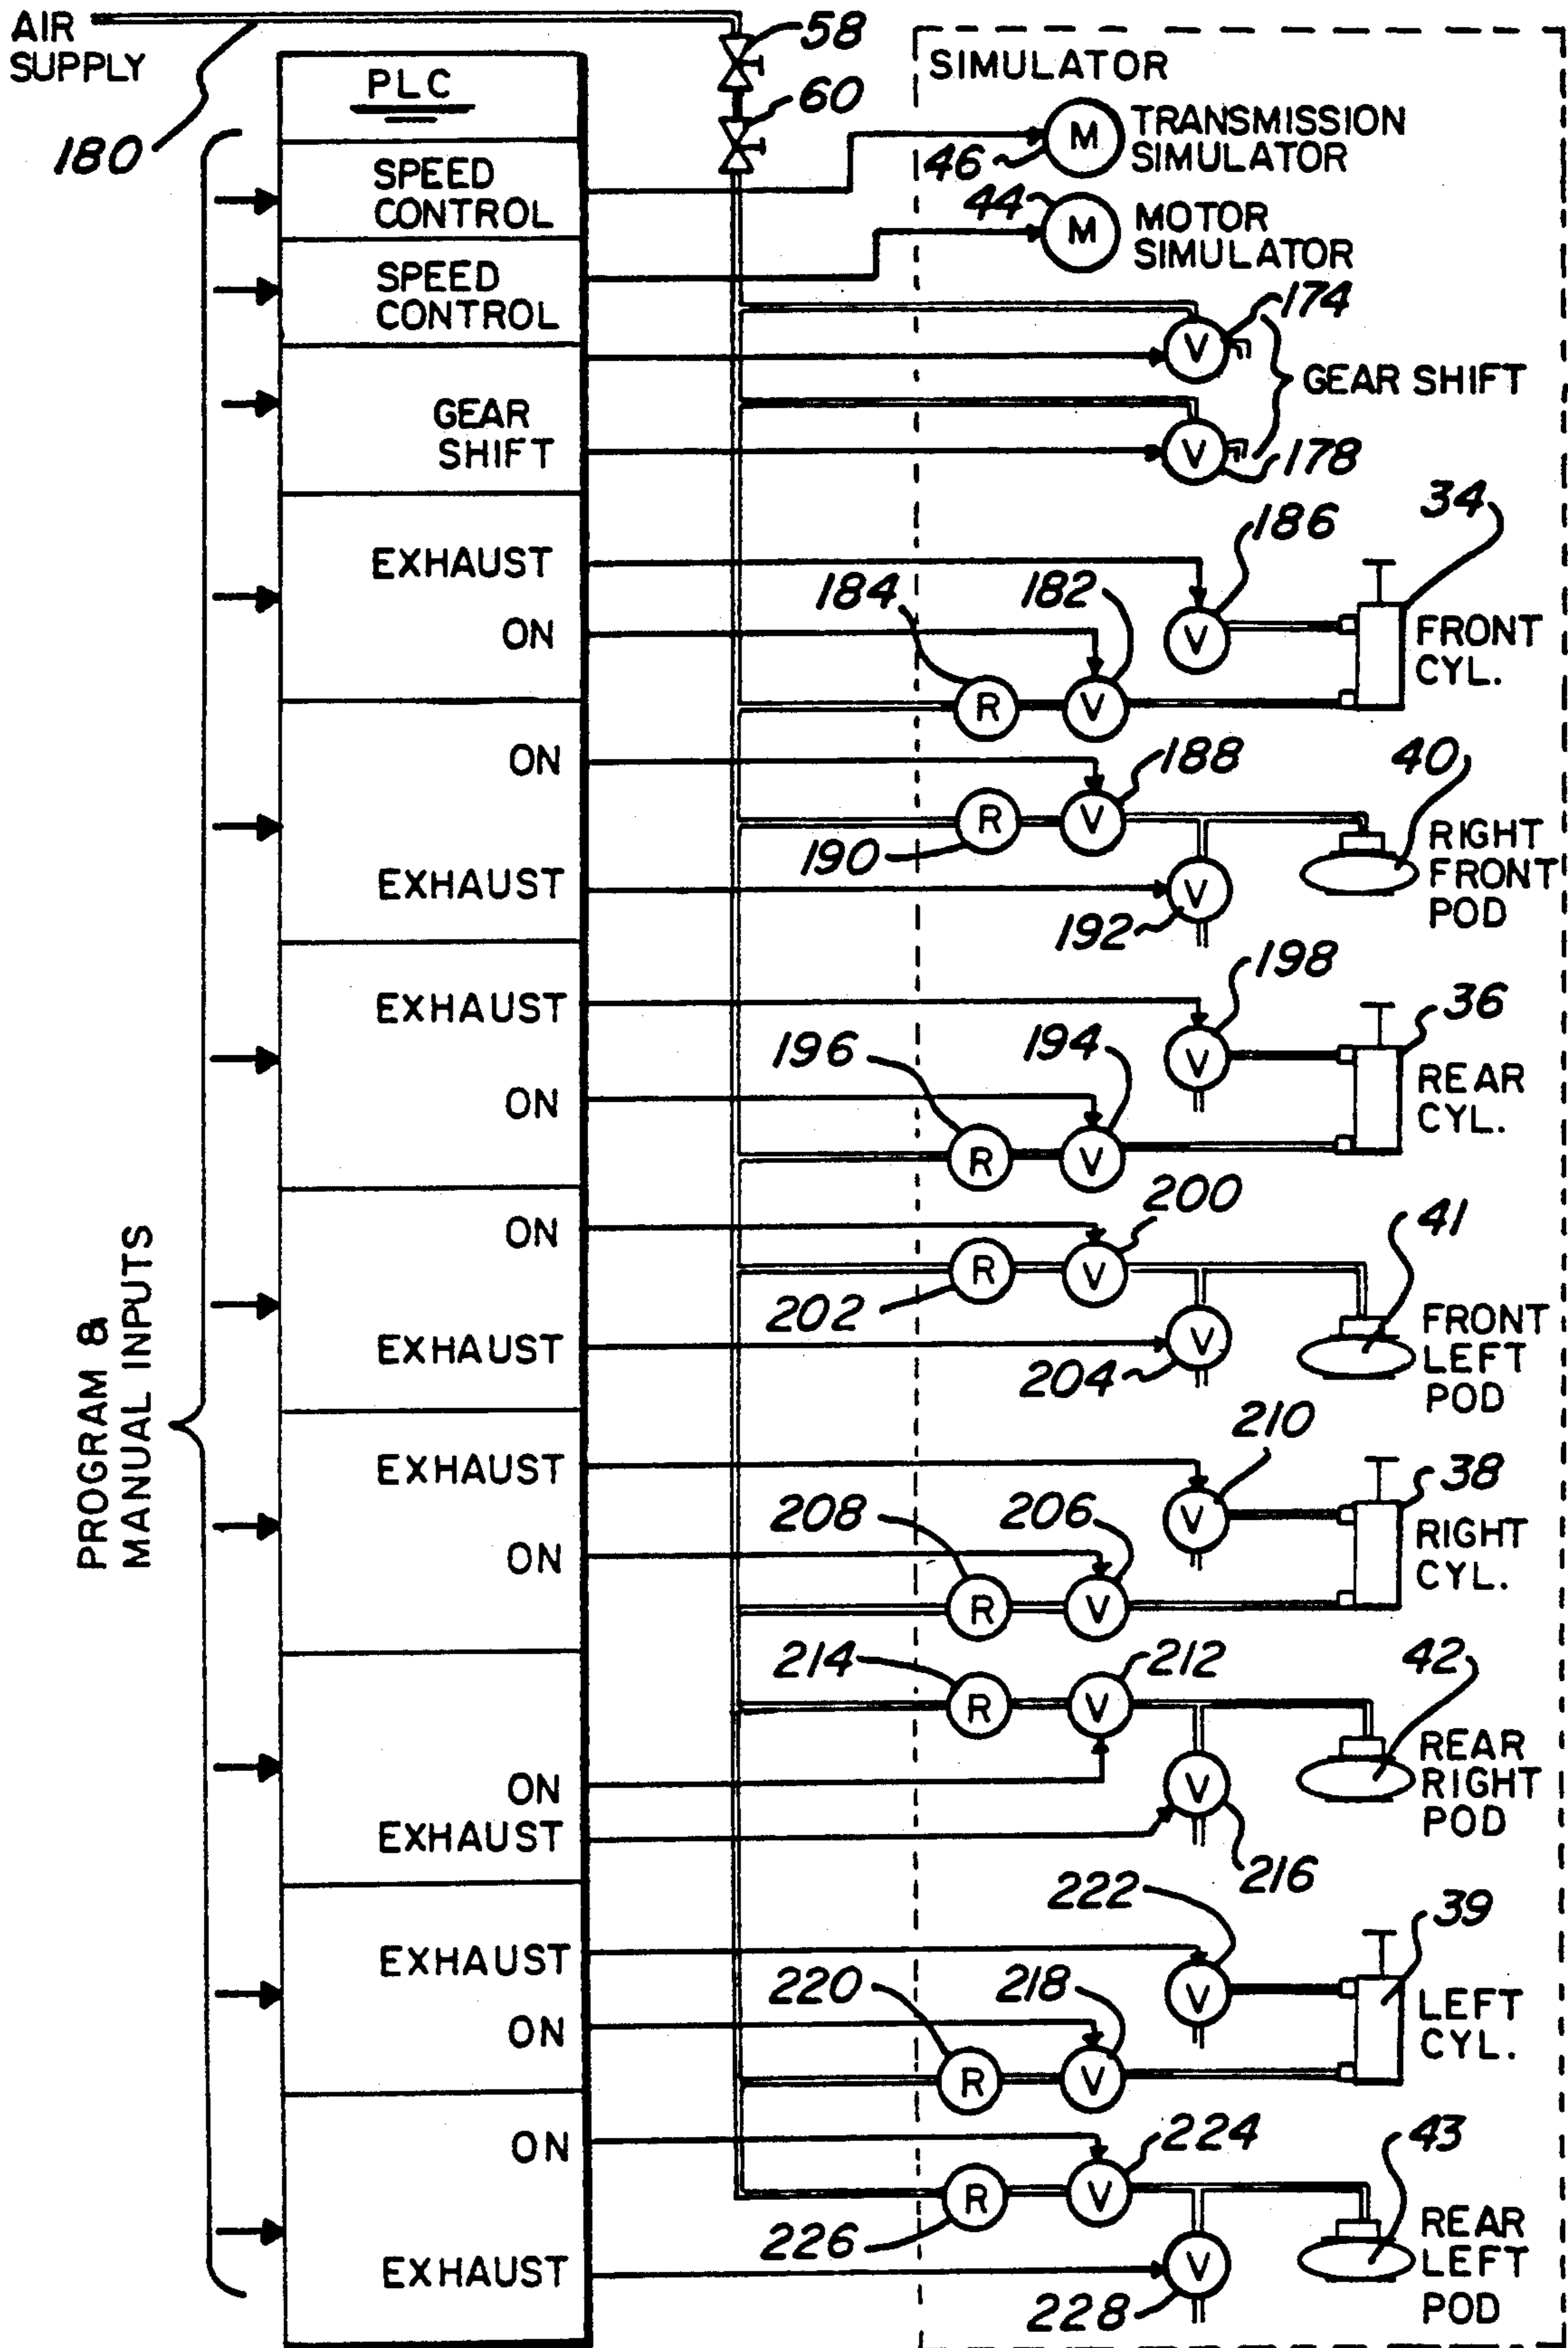 AIR
SUPPLY
180
PLC
58
60
SIMULATOR
SPEED
CONTROL
M
46
TRANSMISSION
SIMULATOR
SPEED
CONTROL
44
M
MOTOR
SIMULATOR
GEAR
SHIFT
V
174
V
178
GEAR SHIFT
EXHAUST
ON
184
182
186
34
R
V
V
FRONT
CYL.
ON
EXHAUST
188
40
R
V
190
V
192
RIGHT
FRONT
POD
EXHAUST
ON
196
194
198
36
V
R
V
REAR
CYL.
ON
EXHAUST
200
41
R
V
202
V
204
FRONT
LEFT
POD
EXHAUST
ON
208
206
210
38
V
R
V
RIGHT
CYL.
ON
EXHAUST
214
212
42
R
V
V
216
REAR
RIGHT
POD
EXHAUST
ON
222
39
220
218
V
R
V
LEFT
CYL.
ON
EXHAUST
224
43
R
V
226
V
228
REAR
LEFT
POD
PROGRAM &
MANUAL INPUTS